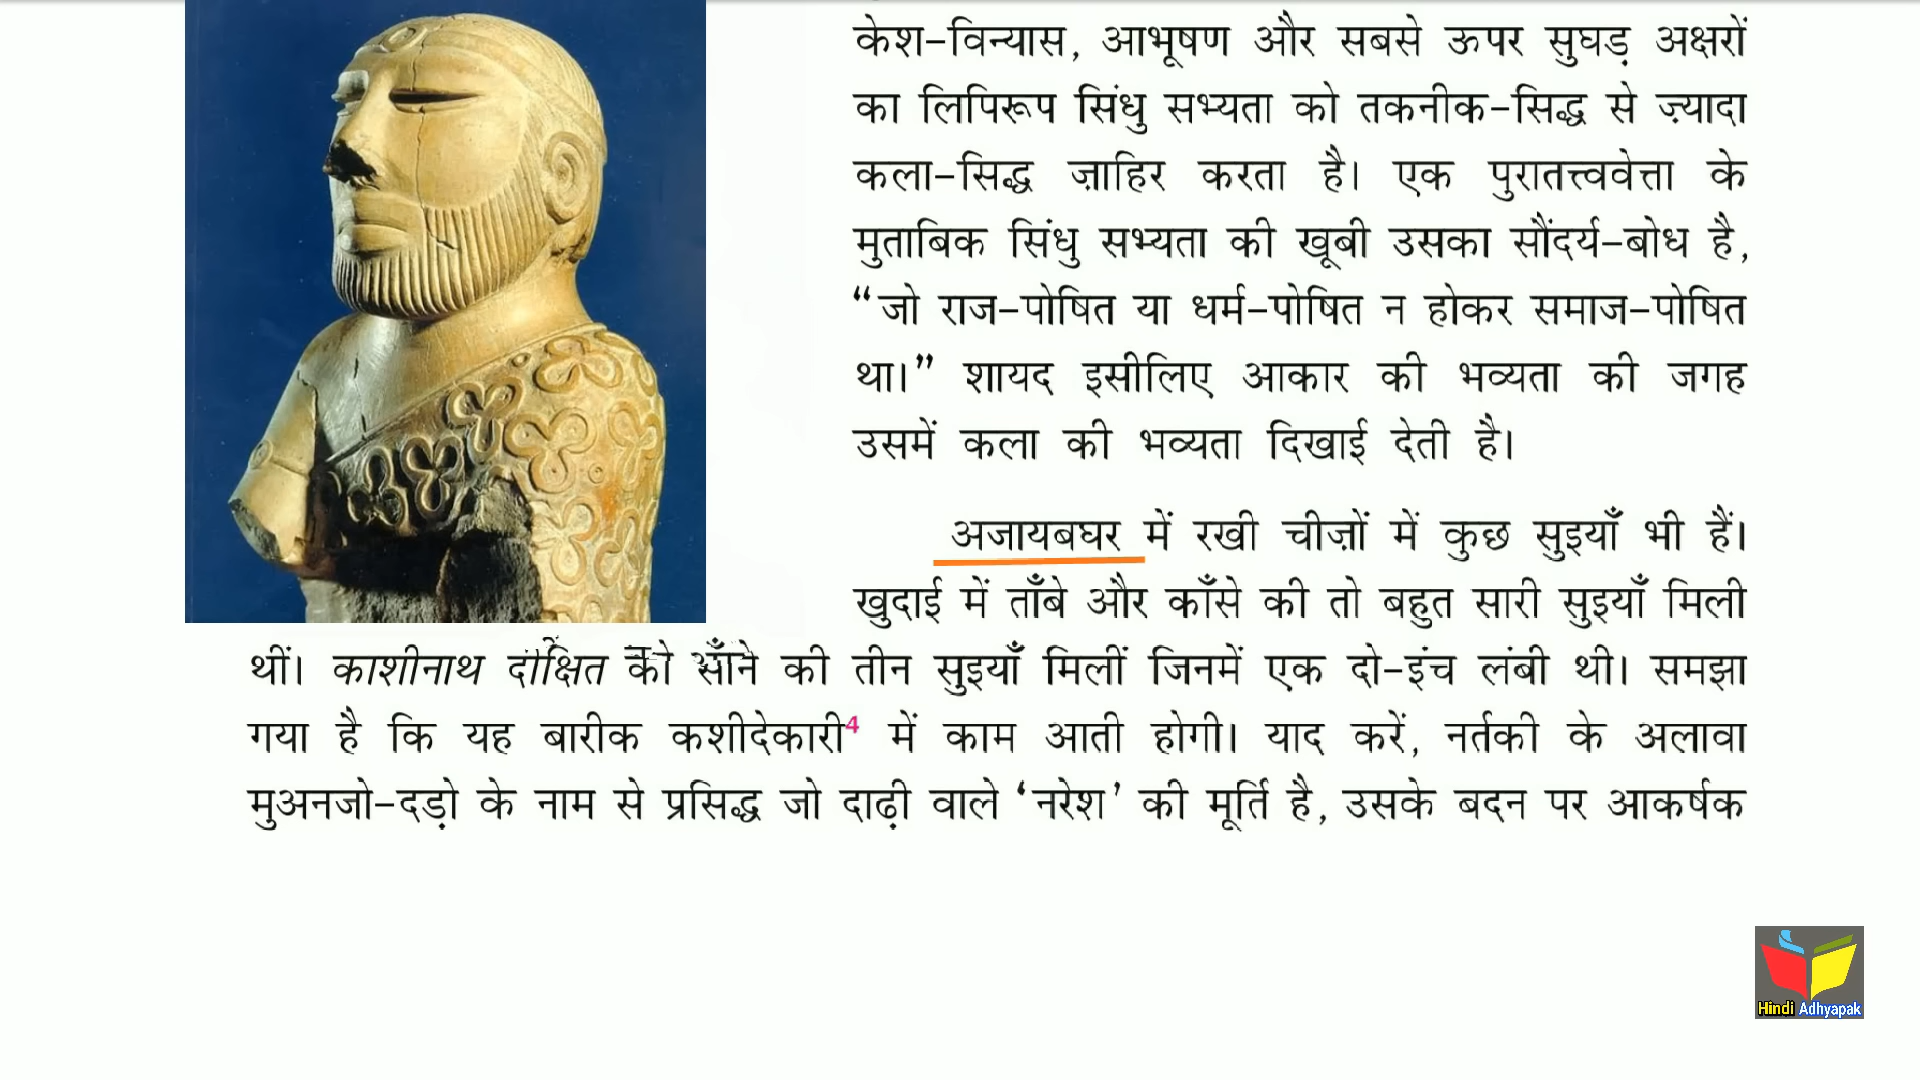 केश-विन्यास, आभूषण और सबसे ऊपर सुघड़ अक्षरों
का लिपिरूप सिंधु सभ्यता को तकनीक-सिद्ध से ज़्यादा
कला-सिद्ध ज़ाहिर करता है। एक पुरातत्त्ववेत्ता के
मुताबिक सिंधु सभ्यता की खूबी उसका सौंदर्य-बोध है,
“जो राज-पोषित या धर्म-पोषित न होकर समाज-पोषित
था।” शायद इसीलिए आकार की भव्यता की जगह
उसमें कला की भव्यता दिखाई देती है।
अजायबघर में रखी चीज़ों में कुछ सुइयाँ भी हैं।
खुदाई में ताँबे और काँसे की तो बहुत सारी सुइयाँ मिली
थीं। काशीनाथ दीक्षित को सोने की तीन सुइयाँ मिलीं जिनमें एक दो-इंच लंबी थी। समझा
गया है कि यह बारीक कशीदेकारी4 में काम आती होगी। याद करें, नर्तकी के अलावा
मुअनजो-दड़ो के नाम से प्रसिद्ध जो दाढ़ी वाले ‘नरेश’ की मूर्ति है, उसके बदन पर आकर्षक
Hindi Adhyapak